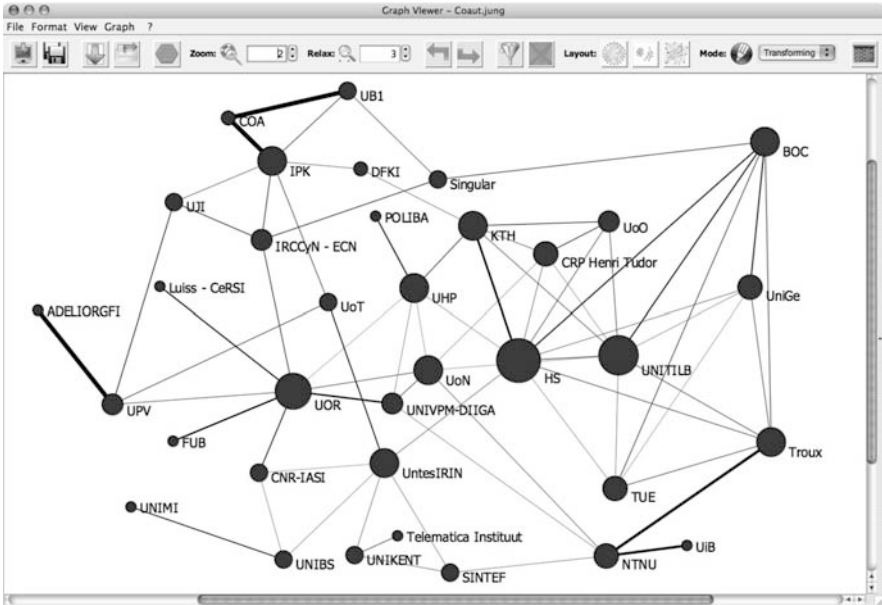 Graph Viewer - Coaut.jung
File Format View Graph ?
Zoom: 2 Relax: 3 Layout: Mode: Transforming
UB1
COA
BOC
IPK
DFKI
Singular
UJI
POLIBA
KTH
UoO
IRCCyN - ECN
CRP Henri Tudor
Luiss - CeRSI
UHP
UniGe
ADELIORGFI
UoT
UNITILB
HS
UoN
UOR
UPV
UNIVPM-DIIGA
FUB
Troux
CNR-IASI
UntesIRIN
TUE
UNIMI
Telematica Instituut
UiB
UNIBS
UNIKENT
NTNU
SINTEF